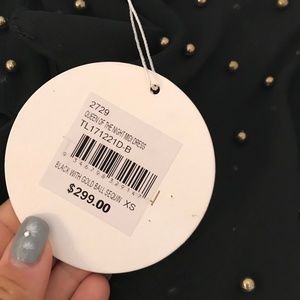 2729
QUEEN OF THE NIGHT MIDI DRESS
TL171221D-B
BLACK WITH GOLD BALL SEQUIN XS
$299.00